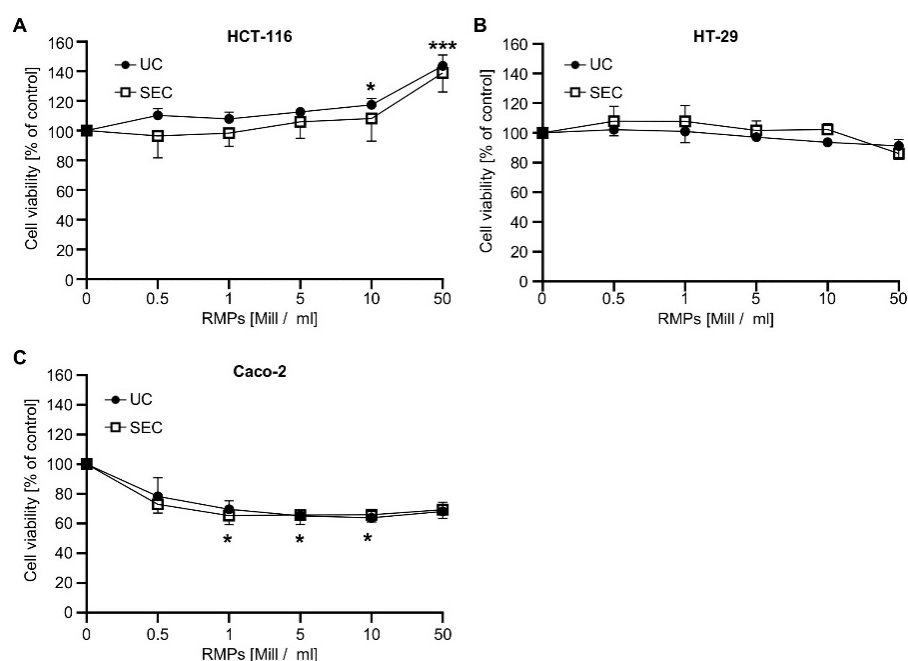 A
HCT-116
160
140
120
100
80
60
40
20
0
Cell viability [% of control]
UC
SEC
*
***
0 0.5 1 5 10 50
RMPs [Mill / ml]
B
HT-29
160
140
120
100
80
60
40
20
0
Cell viability [% of control]
UC
SEC
0 0.5 1 5 10 50
RMPs [Mill / ml]
C
Caco-2
160
140
120
100
80
60
40
20
0
Cell viability [% of control]
UC
SEC
* * *
0 0.5 1 5 10 50
RMPs [Mill / ml]